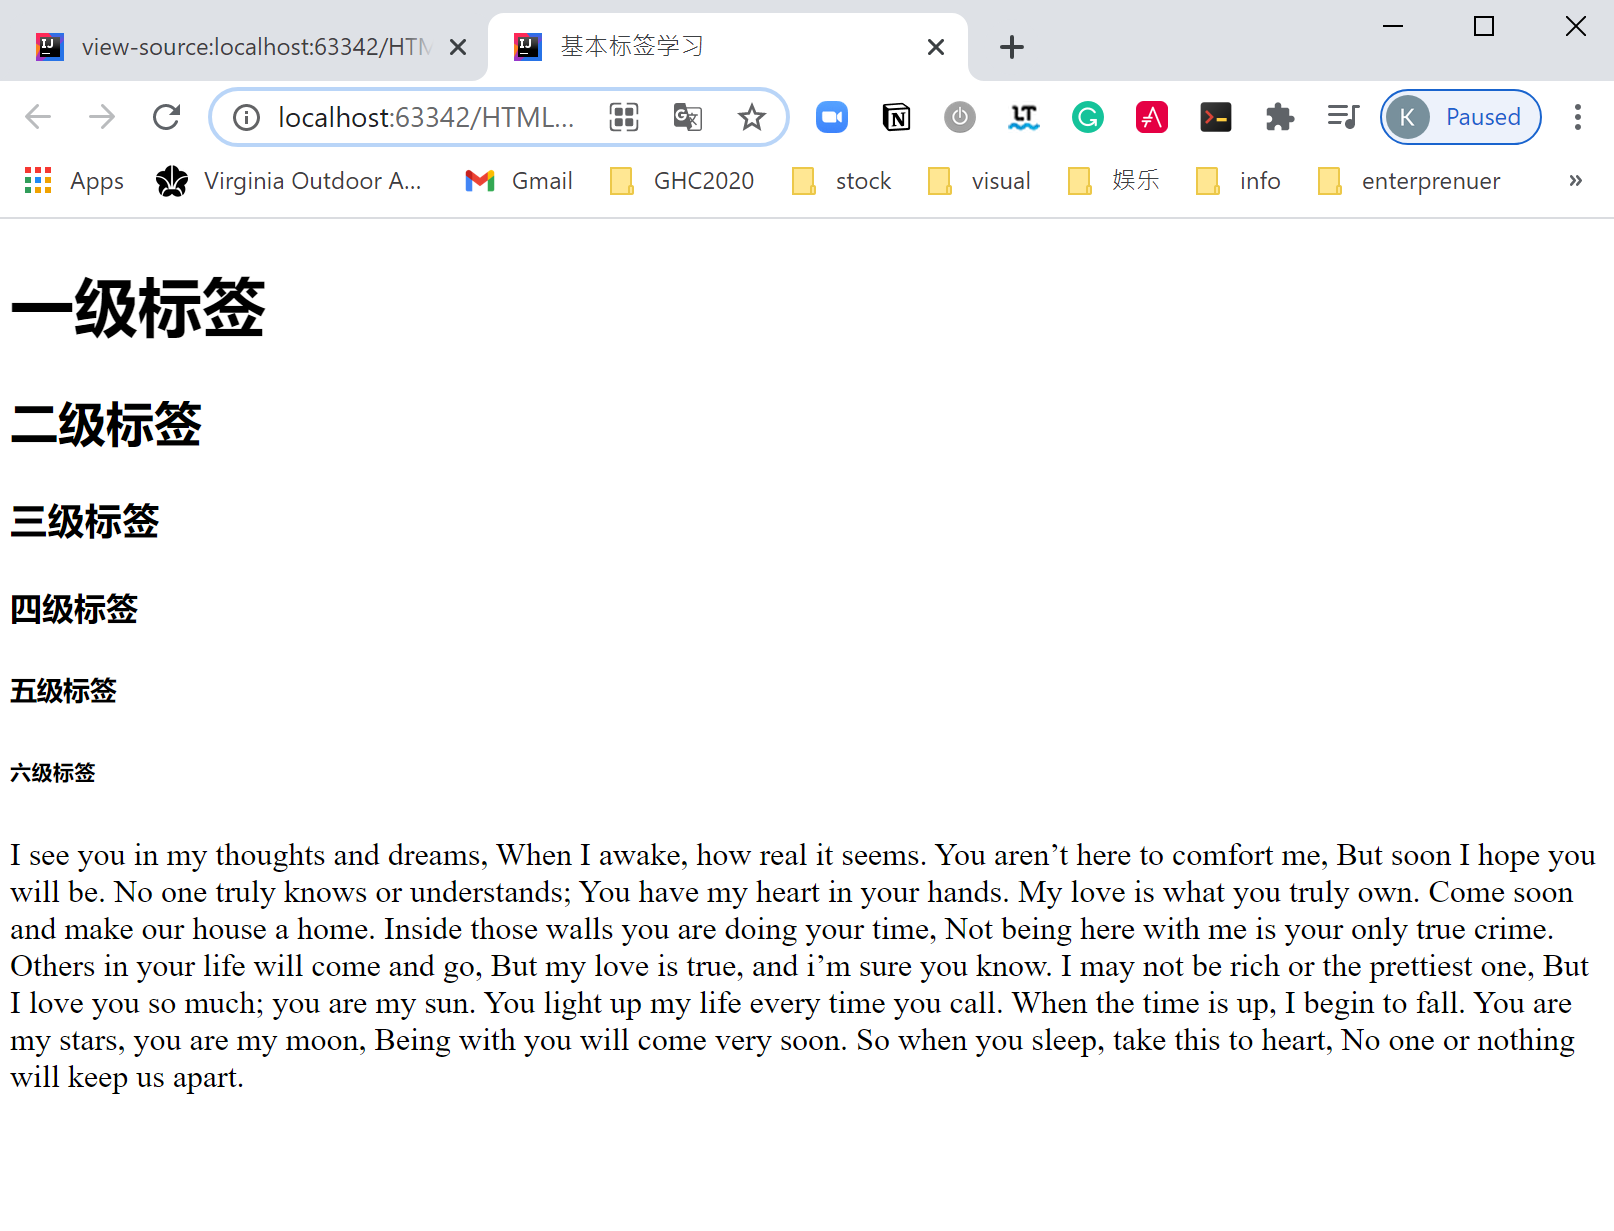 view-source:localhost:63342/HTM
基本标签学习
localhost:63342/HTML...
K Paused
Apps Virginia Outdoor A... Gmail GHC2020 stock visual 娱乐 info enterprenuer »
一级标签
二级标签
三级标签
四级标签
五级标签
六级标签
I see you in my thoughts and dreams, When I awake, how real it seems. You aren’t here to comfort me, But soon I hope you
will be. No one truly knows or understands; You have my heart in your hands. My love is what you truly own. Come soon
and make our house a home. Inside those walls you are doing your time, Not being here with me is your only true crime.
Others in your life will come and go, But my love is true, and i’m sure you know. I may not be rich or the prettiest one, But
I love you so much; you are my sun. You light up my life every time you call. When the time is up, I begin to fall. You are
my stars, you are my moon, Being with you will come very soon. So when you sleep, take this to heart, No one or nothing
will keep us apart.